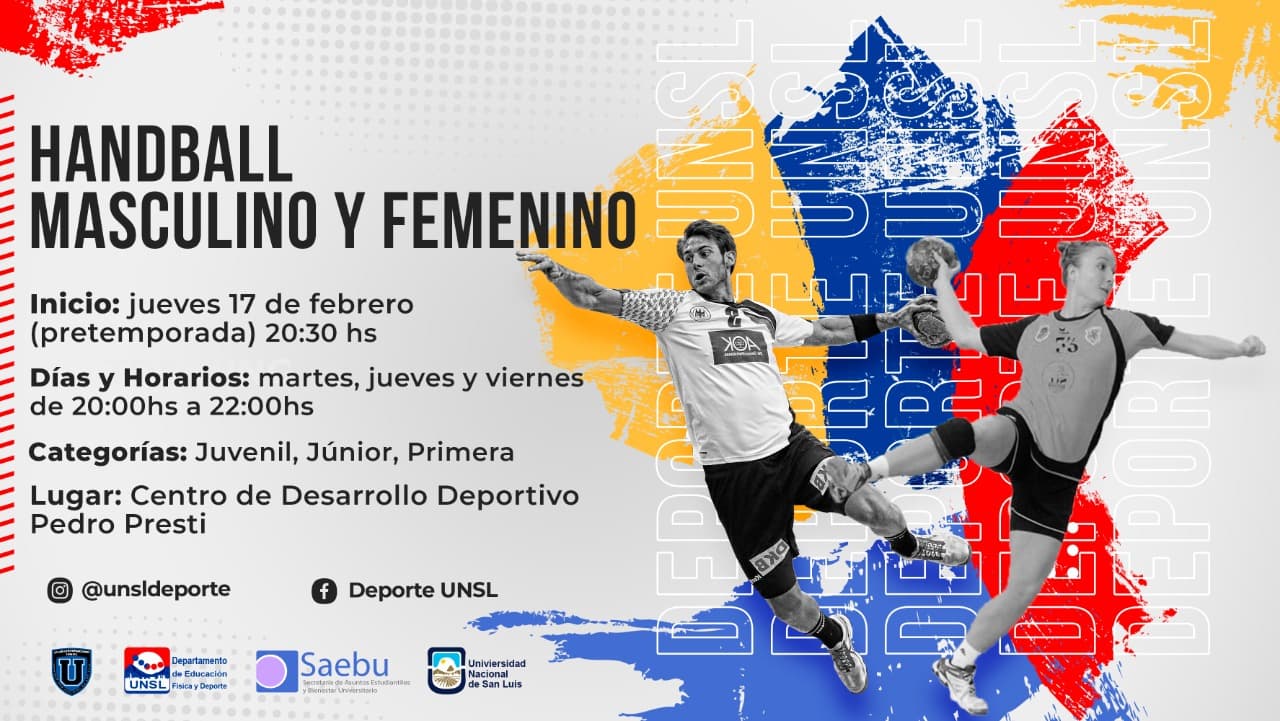 HANDBALL
MASCULINO Y FEMENINO
Inicio: jueves 17 de febrero
(pretemporada) 20:30 hs
Días y Horarios: martes, jueves y viernes
de 20:00hs a 22:00hs
Categorías: Juvenil, Júnior, Primera
Lugar: Centro de Desarrollo Deportivo
Pedro Presti
@unsldeporte
Deporte UNSL
U
UNSL
Departamento
de Educación
Física y Deporte
Saebu
Secretaría de Asuntos Estudiantiles
y Bienestar Universitario
Universidad
Nacional
de San Luis
DEPORTE UNSL
DEPORTE UNSL
DEPORTE UNSL
DEPORTE UNSL
DEPORTE UNSL
2
DKB
DKB